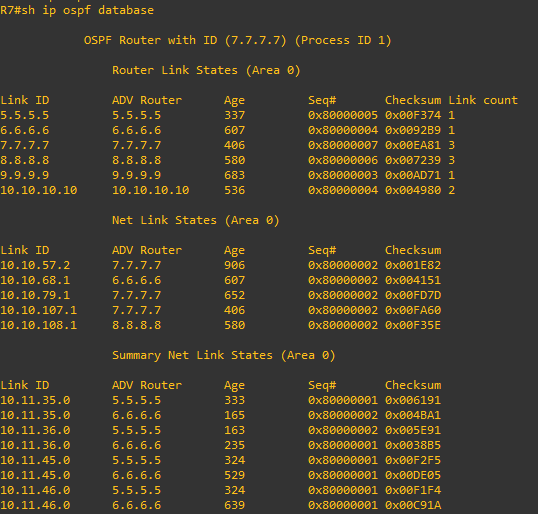 R7#sh ip ospf database
OSPF Router with ID (7.7.7.7) (Process ID 1)
Router Link States (Area 0)
Link ID ADV Router Age Seq# Checksum Link count
5.5.5.5 5.5.5.5 337 0x80000005 0x00F374 1
6.6.6.6 6.6.6.6 607 0x80000004 0x0092B9 1
7.7.7.7 7.7.7.7 406 0x80000007 0x00EA81 3
8.8.8.8 8.8.8.8 580 0x80000006 0x007239 3
9.9.9.9 9.9.9.9 683 0x80000003 0x00AD71 1
10.10.10.10 10.10.10.10 536 0x80000004 0x004980 2
Net Link States (Area 0)
Link ID ADV Router Age Seq# Checksum
10.10.57.2 7.7.7.7 906 0x80000002 0x001E82
10.10.68.1 6.6.6.6 607 0x80000002 0x004151
10.10.79.1 7.7.7.7 652 0x80000002 0x00FD7D
10.10.107.1 7.7.7.7 406 0x80000002 0x00FA60
10.10.108.1 8.8.8.8 580 0x80000002 0x00F35E
Summary Net Link States (Area 0)
Link ID ADV Router Age Seq# Checksum
10.11.35.0 5.5.5.5 333 0x80000001 0x006191
10.11.35.0 6.6.6.6 165 0x80000002 0x004BA1
10.11.36.0 5.5.5.5 163 0x80000002 0x005E91
10.11.36.0 6.6.6.6 235 0x80000001 0x0038B5
10.11.45.0 5.5.5.5 324 0x80000001 0x00F2F5
10.11.45.0 6.6.6.6 529 0x80000001 0x00DE05
10.11.46.0 5.5.5.5 324 0x80000001 0x00F1F4
10.11.46.0 6.6.6.6 639 0x80000001 0x00C91A